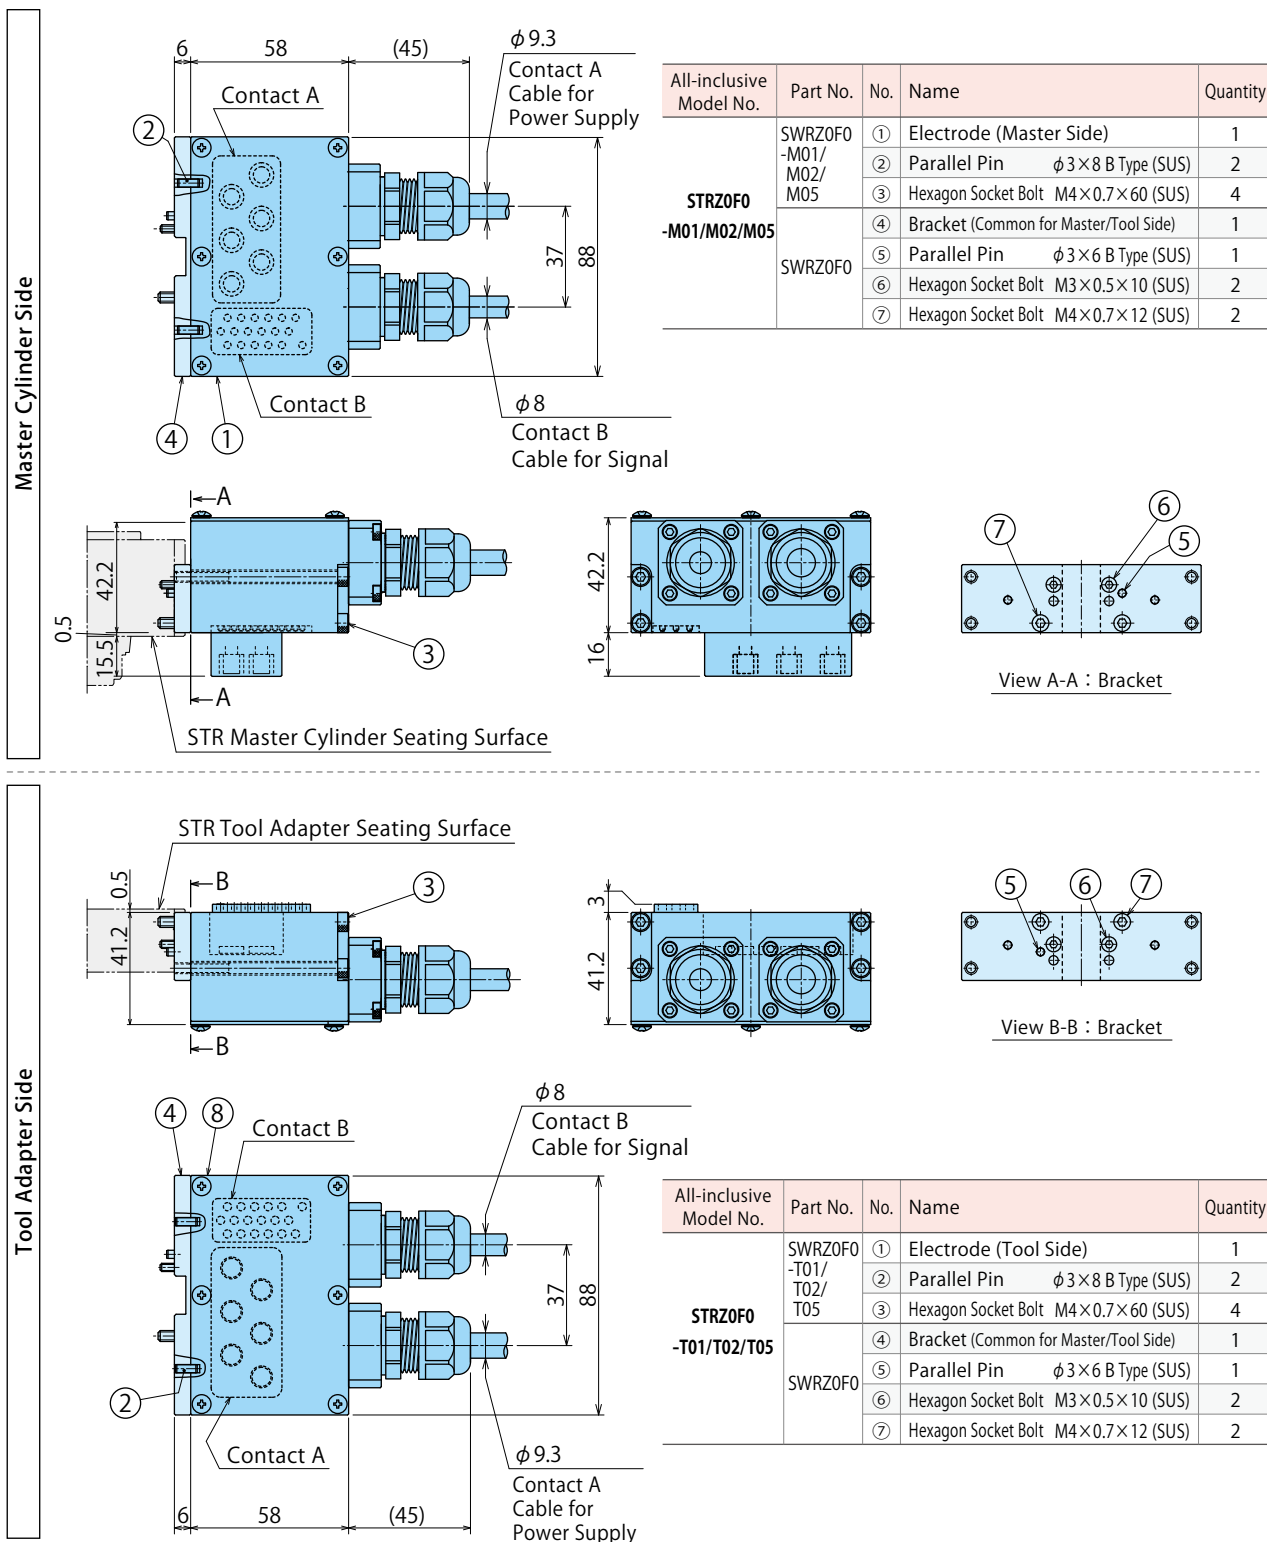 Master Cylinder Side
6
58
(45)
φ9.3
Contact A
Cable for
Power Supply
Contact A
②
37
88
Contact B
④
①
φ8
Contact B
Cable for Signal
All-inclusive Model No.
Part No.
No.
Name
Quantity
STRZ0F0
-M01/M02/M05
SWRZ0F0
-M01/
M02/
M05
① Electrode (Master Side) 1
② Parallel Pin φ3×8 B Type (SUS) 2
③ Hexagon Socket Bolt M4×0.7×60 (SUS) 4
SWRZ0F0
④ Bracket (Common for Master/Tool Side) 1
⑤ Parallel Pin φ3×6 B Type (SUS) 1
⑥ Hexagon Socket Bolt M3×0.5×10 (SUS) 2
⑦ Hexagon Socket Bolt M4×0.7×12 (SUS) 2
A
42.2
0.5
15.5
③
A
STR Master Cylinder Seating Surface
42.2
16
⑦
⑥
⑤
View A-A：Bracket
Tool Adapter Side
STR Tool Adapter Seating Surface
0.5
B
③
41.2
B
3
41.2
⑤
⑥
⑦
View B-B：Bracket
④
⑧
Contact B
φ8
Contact B
Cable for Signal
37
88
②
Contact A
φ9.3
Contact A
Cable for
Power Supply
6
58
(45)
All-inclusive Model No.
Part No.
No.
Name
Quantity
STRZ0F0
-T01/T02/T05
SWRZ0F0
-T01/
T02/
T05
① Electrode (Tool Side) 1
② Parallel Pin φ3×8 B Type (SUS) 2
③ Hexagon Socket Bolt M4×0.7×60 (SUS) 4
SWRZ0F0
④ Bracket (Common for Master/Tool Side) 1
⑤ Parallel Pin φ3×6 B Type (SUS) 1
⑥ Hexagon Socket Bolt M3×0.5×10 (SUS) 2
⑦ Hexagon Socket Bolt M4×0.7×12 (SUS) 2